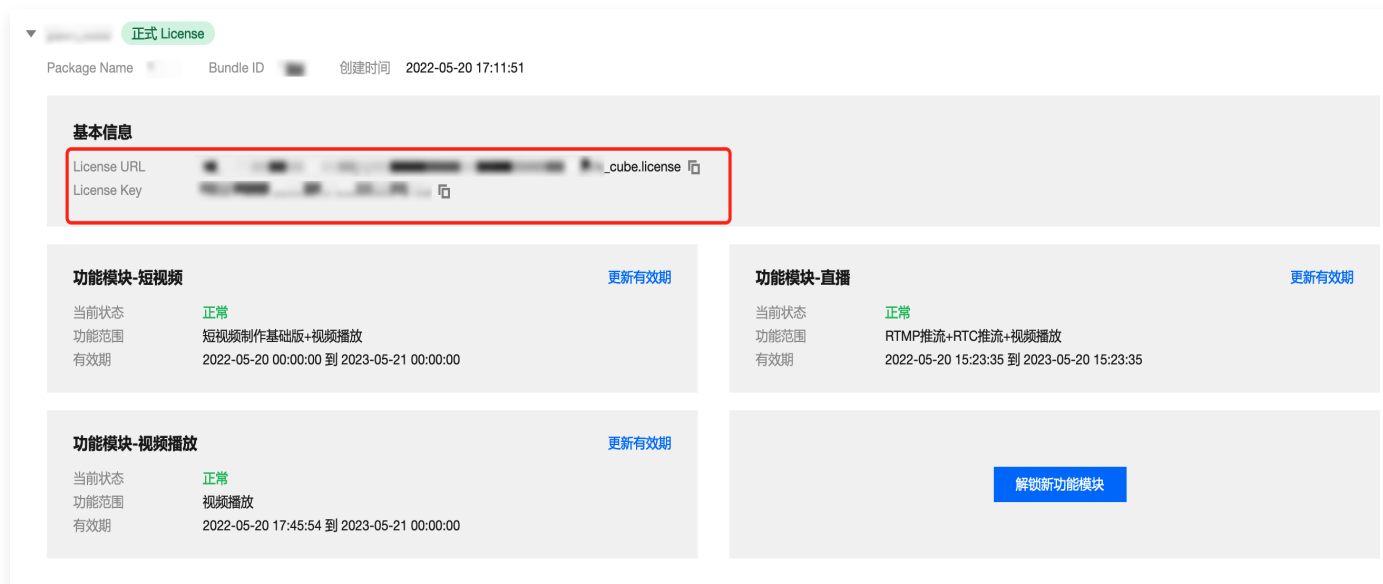 正式 License
Package Name Bundle ID 创建时间 2022-05-20 17:11:51
基本信息
License URL _cube.license
License Key
功能模块-短视频 更新有效期
当前状态 正常
功能范围 短视频制作基础版+视频播放
有效期 2022-05-20 00:00:00 到 2023-05-21 00:00:00
功能模块-直播 更新有效期
当前状态 正常
功能范围 RTMP推流+RTC推流+视频播放
有效期 2022-05-20 15:23:35 到 2023-05-20 15:23:35
功能模块-视频播放 更新有效期
当前状态 正常
功能范围 视频播放
有效期 2022-05-20 17:45:54 到 2023-05-21 00:00:00
解锁新功能模块